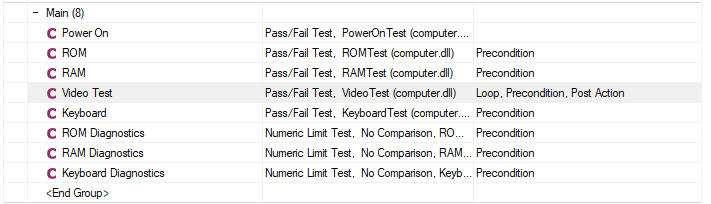 − Main (8)
C Power On Pass/Fail Test, PowerOnTest (computer....
C ROM Pass/Fail Test, ROMTest (computer.dll) Precondition
C RAM Pass/Fail Test, RAMTest (computer.dll) Precondition
C Video Test Pass/Fail Test, VideoTest (computer.dll) Loop, Precondition, Post Action
C Keyboard Pass/Fail Test, KeyboardTest (computer.... Precondition
C ROM Diagnostics Numeric Limit Test, No Comparison, RO... Precondition
C RAM Diagnostics Numeric Limit Test, No Comparison, RAM... Precondition
C Keyboard Diagnostics Numeric Limit Test, No Comparison, Keyb... Precondition
<End Group>